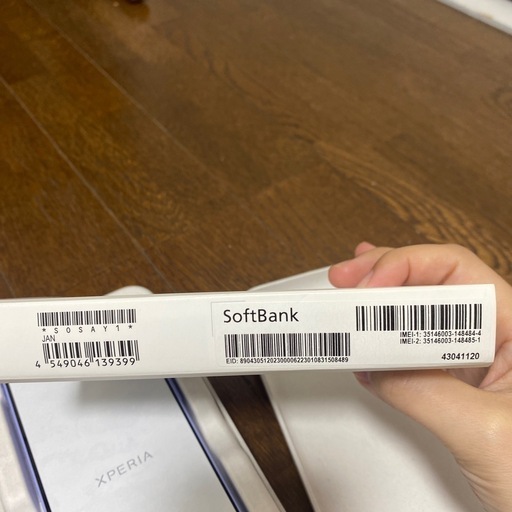 *SOSAY1*
JAN
4 549046 139399
SoftBank
EID: 89043051202300006223010831508489
IMEI-1: 35146003-148484-4
IMEI-2: 35146003-148485-1
43041120
XPERIA